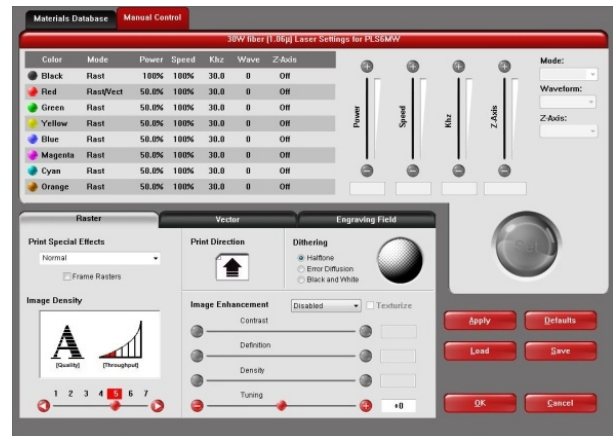 Materials Database Manual Control
30W fiber [1.06µ] Laser Settings for PLS6MW
Color Mode Power Speed Khz Wave Z-Axis
Black Rast 100% 100% 30.0 0 Off
Red Rast/Vect 50.0% 100% 30.0 0 Off
Green Rast 50.0% 100% 30.0 0 Off
Yellow Rast 50.0% 100% 30.0 0 Off
Blue Rast 50.0% 100% 30.0 0 Off
Magenta Rast 50.0% 100% 30.0 0 Off
Cyan Rast 50.0% 100% 30.0 0 Off
Orange Rast 50.0% 100% 30.0 0 Off
Power
Speed
Khz
Z-Axis
Mode:
Waveform:
Z-Axis:
Set
Raster Vector Engraving Field
Print Special Effects
Normal
Frame Rasters
Image Density
A
[Quality] [Throughput]
1 2 3 4 5 6 7
Print Direction
Dithering
Halftone
Error Diffusion
Black and White
Image Enhancement Disabled Texturize
Contrast
Definition
Density
Tuning
+0
Apply Defaults
Load Save
OK Cancel